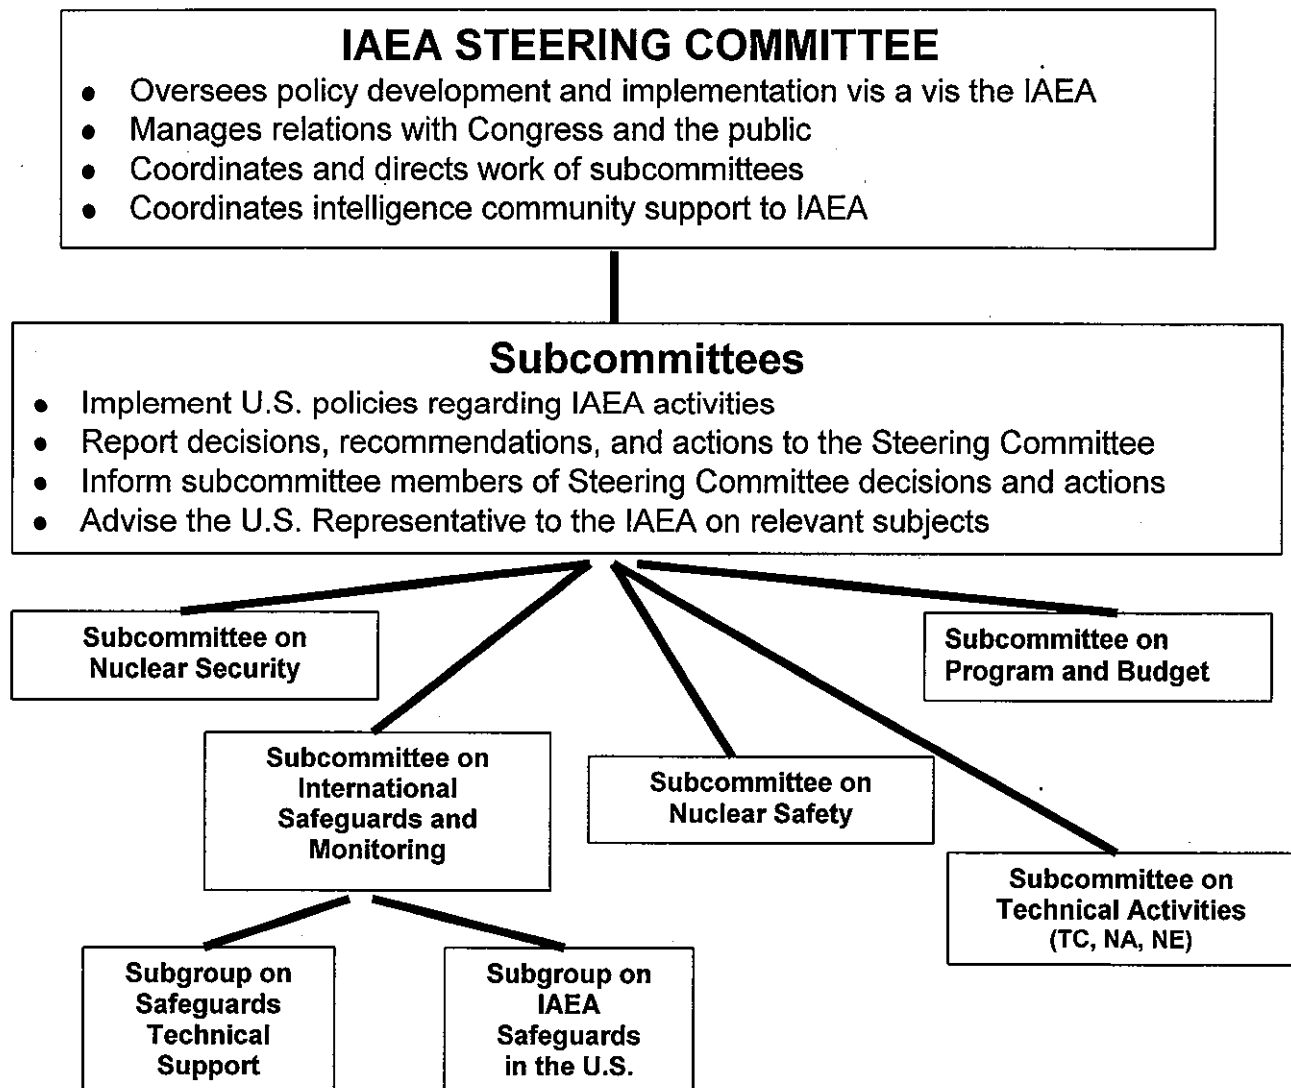 IAEA STEERING COMMITTEE
● Oversees policy development and implementation vis a vis the IAEA
● Manages relations with Congress and the public
● Coordinates and directs work of subcommittees
● Coordinates intelligence community support to IAEA
Subcommittees
● Implement U.S. policies regarding IAEA activities
● Report decisions, recommendations, and actions to the Steering Committee
● Inform subcommittee members of Steering Committee decisions and actions
● Advise the U.S. Representative to the IAEA on relevant subjects
Subcommittee on
Nuclear Security
Subcommittee on
Program and Budget
Subcommittee on
International
Safeguards and
Monitoring
Subcommittee on
Nuclear Safety
Subcommittee on
Technical Activities
(TC, NA, NE)
Subgroup on
Safeguards
Technical
Support
Subgroup on
IAEA
Safeguards
in the U.S.